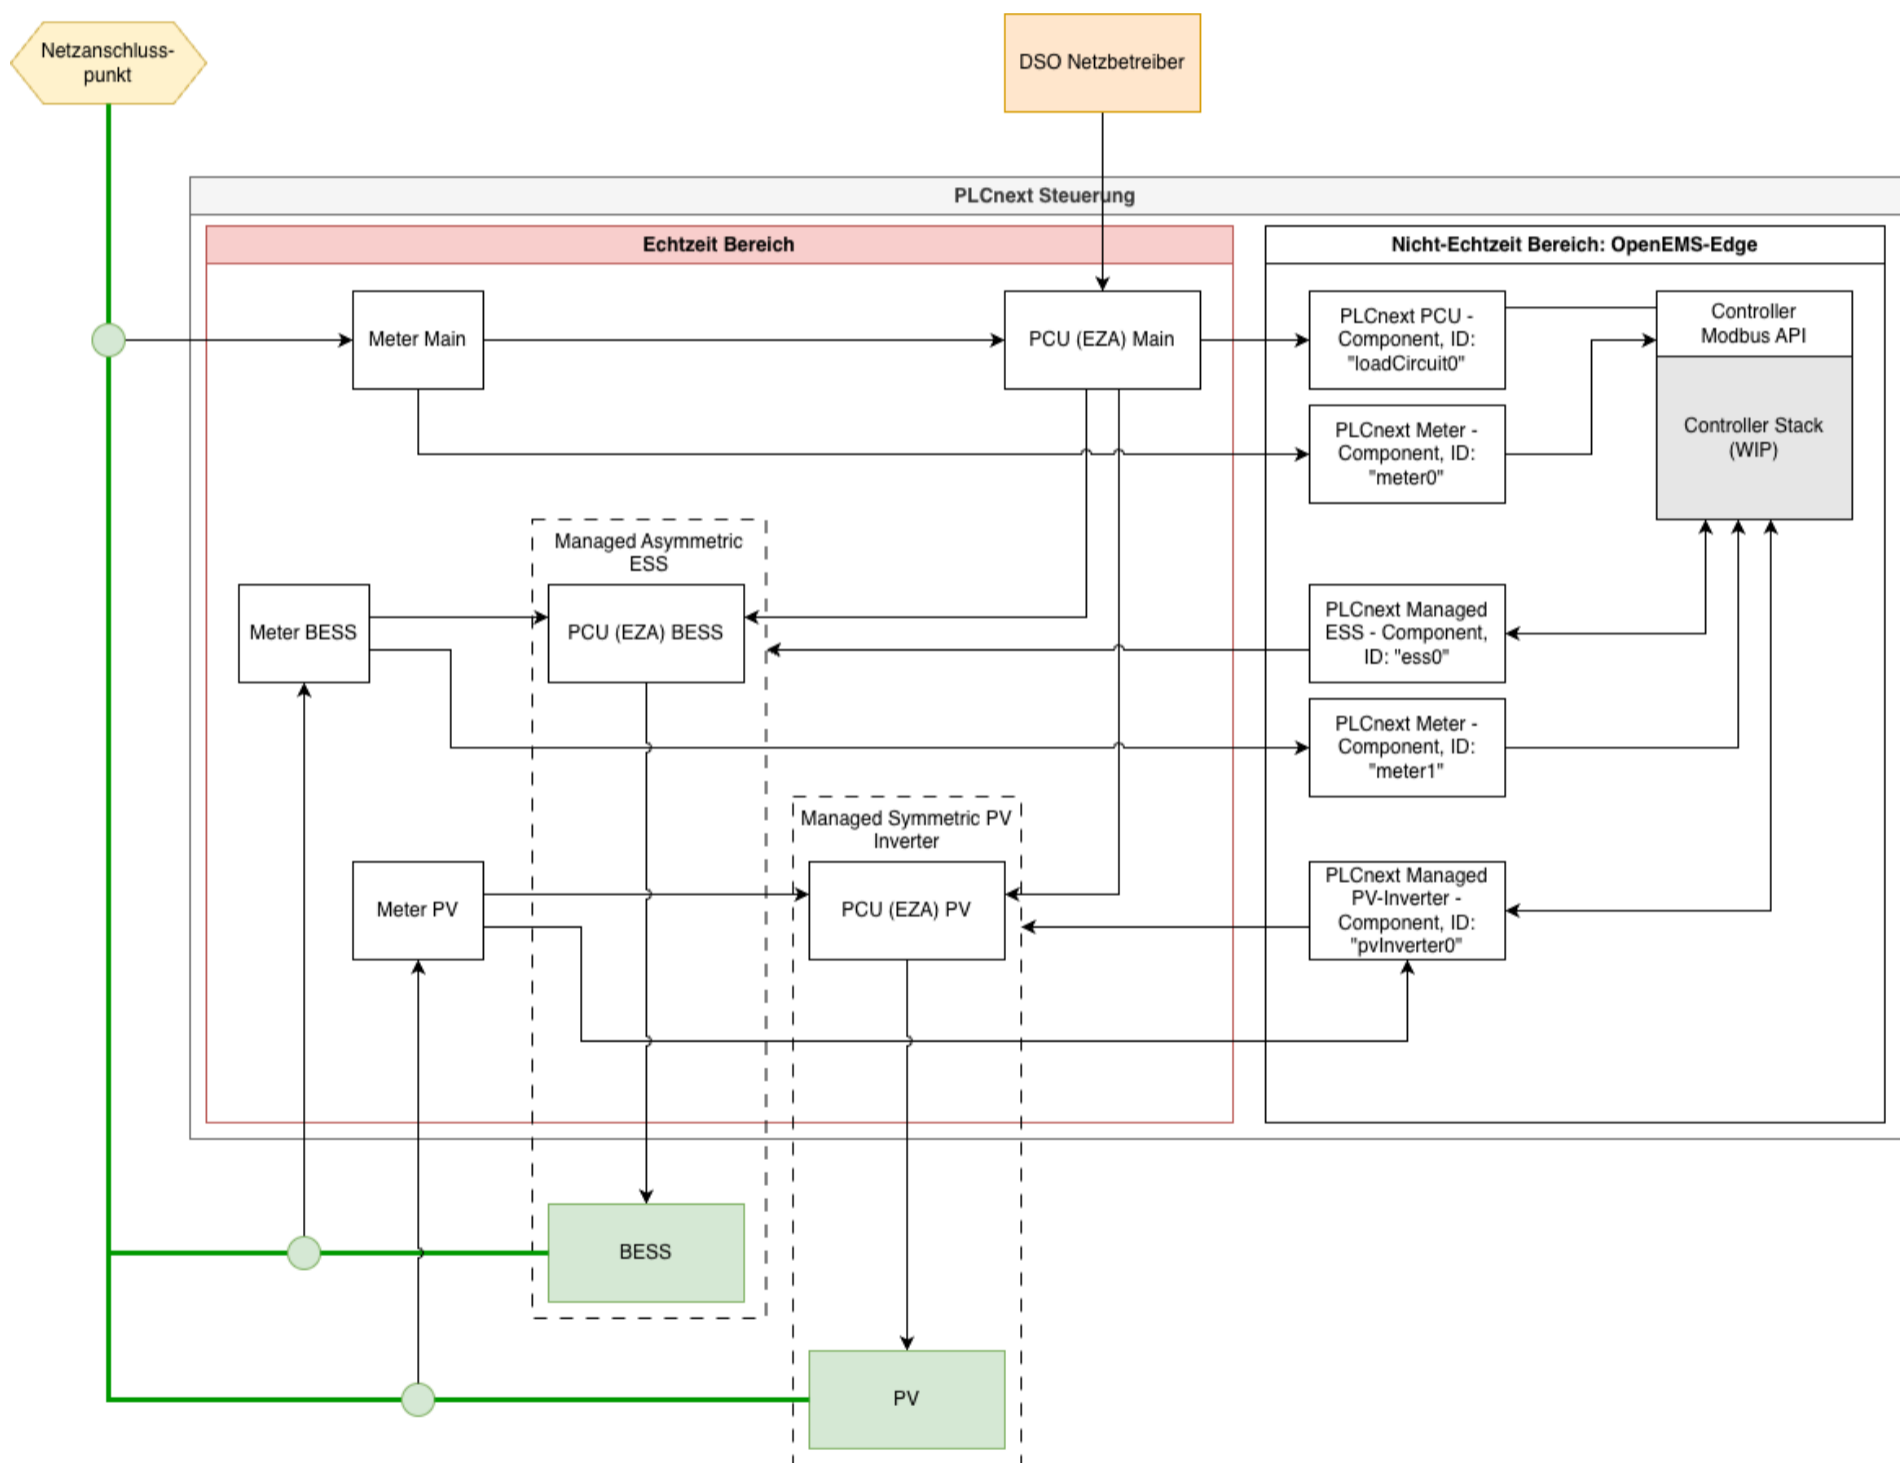 Netzanschluss-
punkt
DSO Netzbetreiber
PLCnext Steuerung
Echtzeit Bereich
Nicht-Echtzeit Bereich: OpenEMS-Edge
Meter Main
PCU (EZA) Main
PLCnext PCU -
Component, ID:
"loadCircuit0"
Controller
Modbus API
PLCnext Meter -
Component, ID:
"meter0"
Controller Stack
(WIP)
Managed Asymmetric
ESS
Meter BESS
PCU (EZA) BESS
PLCnext Managed
ESS - Component,
ID: "ess0"
PLCnext Meter -
Component, ID:
"meter1"
Managed Symmetric PV
Inverter
Meter PV
PCU (EZA) PV
PLCnext Managed
PV-Inverter -
Component, ID:
"pvInverter0"
BESS
PV